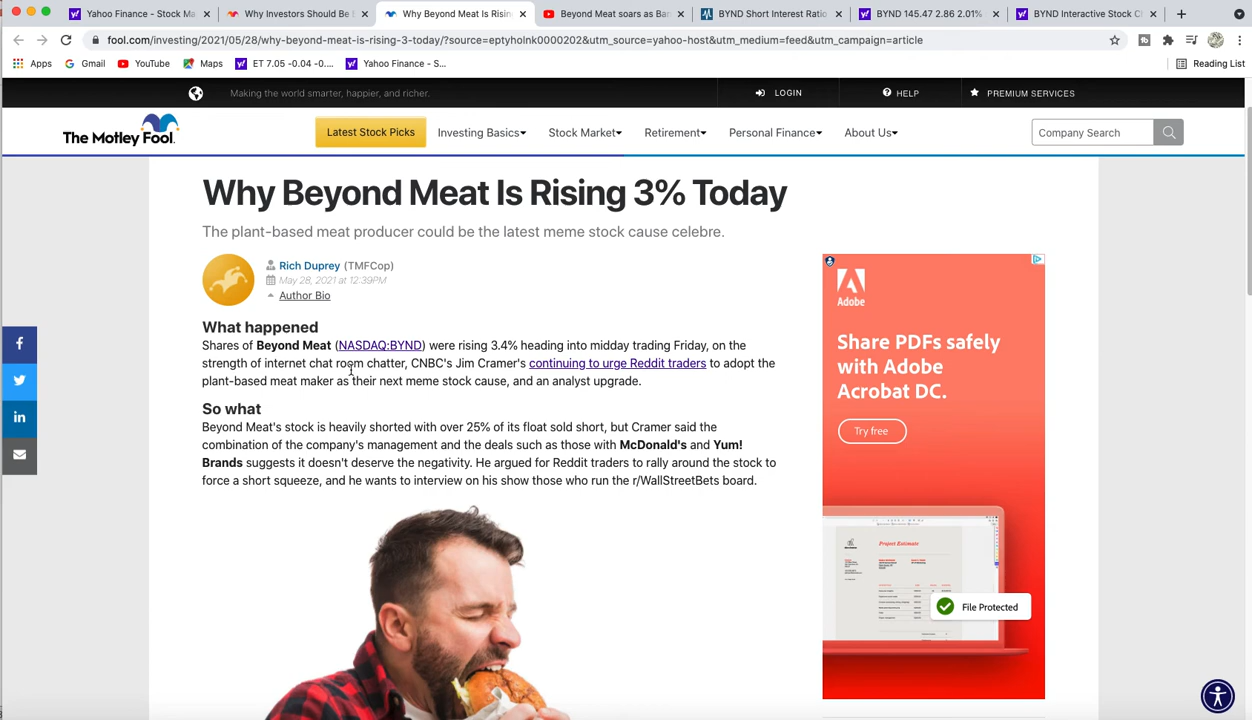 Yahoo Finance - Stock Ma
Why Investors Should Be
Why Beyond Meat Is Risin
Beyond Meat soars as Ban
BYND Short Interest Ratio
BYND 145.47 2.86 2.01%
BYND Interactive Stock C
fool.com/investing/2021/05/28/why-beyond-meat-is-rising-3-today/?source=eptyholnk0000202&utm_source=yahoo-host&utm_medium=feed&utm_campaign=article
Apps Gmail YouTube Maps ET 7.05 -0.04 -0.... Yahoo Finance - S... Reading List
Making the world smarter, happier, and richer. LOGIN HELP PREMIUM SERVICES
The Motley Fool. Latest Stock Picks Investing Basics Stock Market Retirement Personal Finance About Us Company Search
Why Beyond Meat Is Rising 3% Today
The plant-based meat producer could be the latest meme stock cause celebre.
Rich Duprey (TMFCop)
May 28, 2021 at 12:39PM
Author Bio
What happened
Shares of Beyond Meat (NASDAQ:BYND) were rising 3.4% heading into midday trading Friday, on the
strength of internet chat room chatter, CNBC's Jim Cramer's continuing to urge Reddit traders to adopt the
plant-based meat maker as their next meme stock cause, and an analyst upgrade.
So what
Beyond Meat's stock is heavily shorted with over 25% of its float sold short, but Cramer said the
combination of the company's management and the deals such as those with McDonald's and Yum!
Brands suggests it doesn't deserve the negativity. He argued for Reddit traders to rally around the stock to
force a short squeeze, and he wants to interview on his show those who run the r/WallStreetBets board.
Adobe
Share PDFs safely
with Adobe
Acrobat DC.
Try free
Project Estimate
File Protected